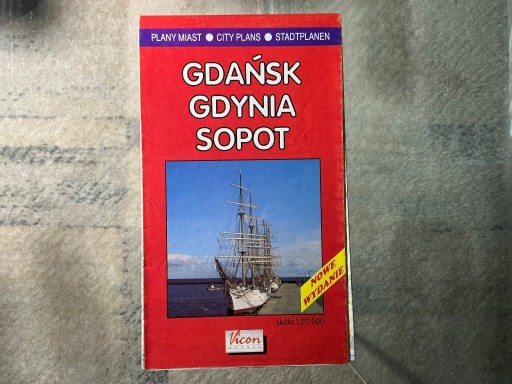 PLANY MIAST ● CITY PLANS ● STADTPLANEN
GDAŃSK
GDYNIA
SOPOT
NOWE
WYDANIE
skala 1:20 000
Vicon